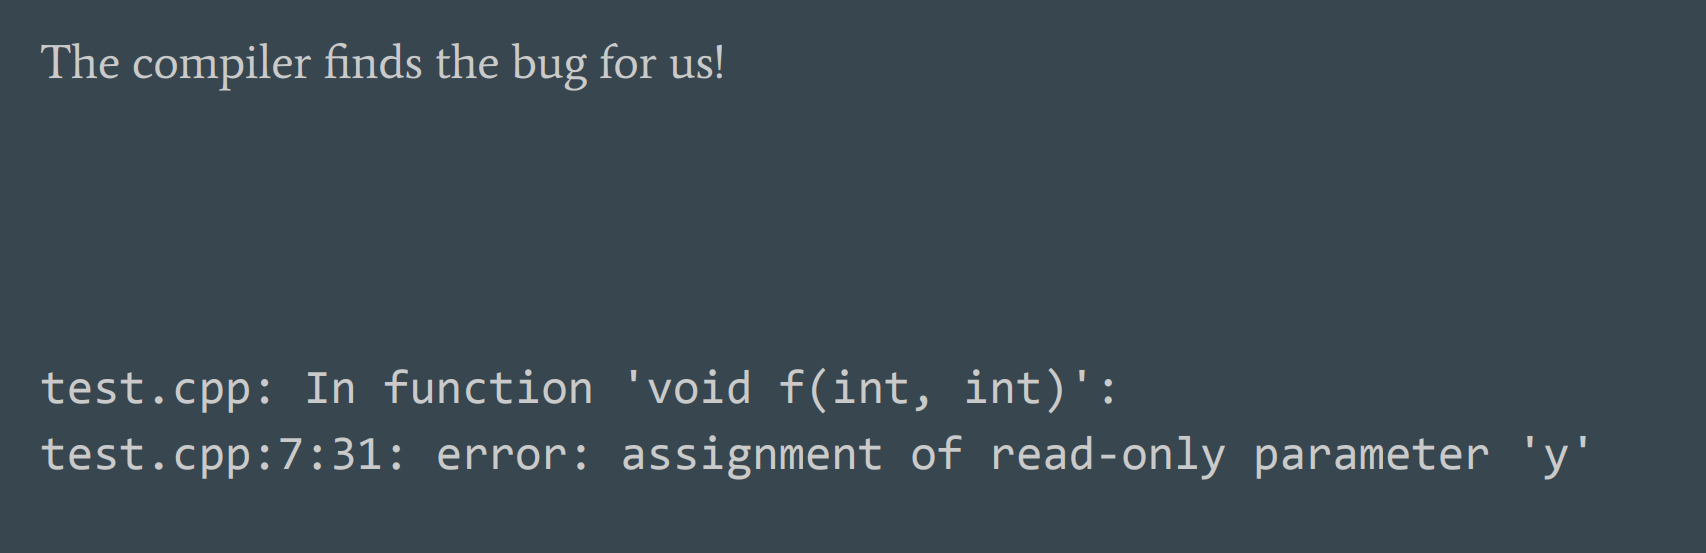 The compiler finds the bug for us!
test.cpp: In function 'void f(int, int)':
test.cpp:7:31: error: assignment of read-only parameter 'y'